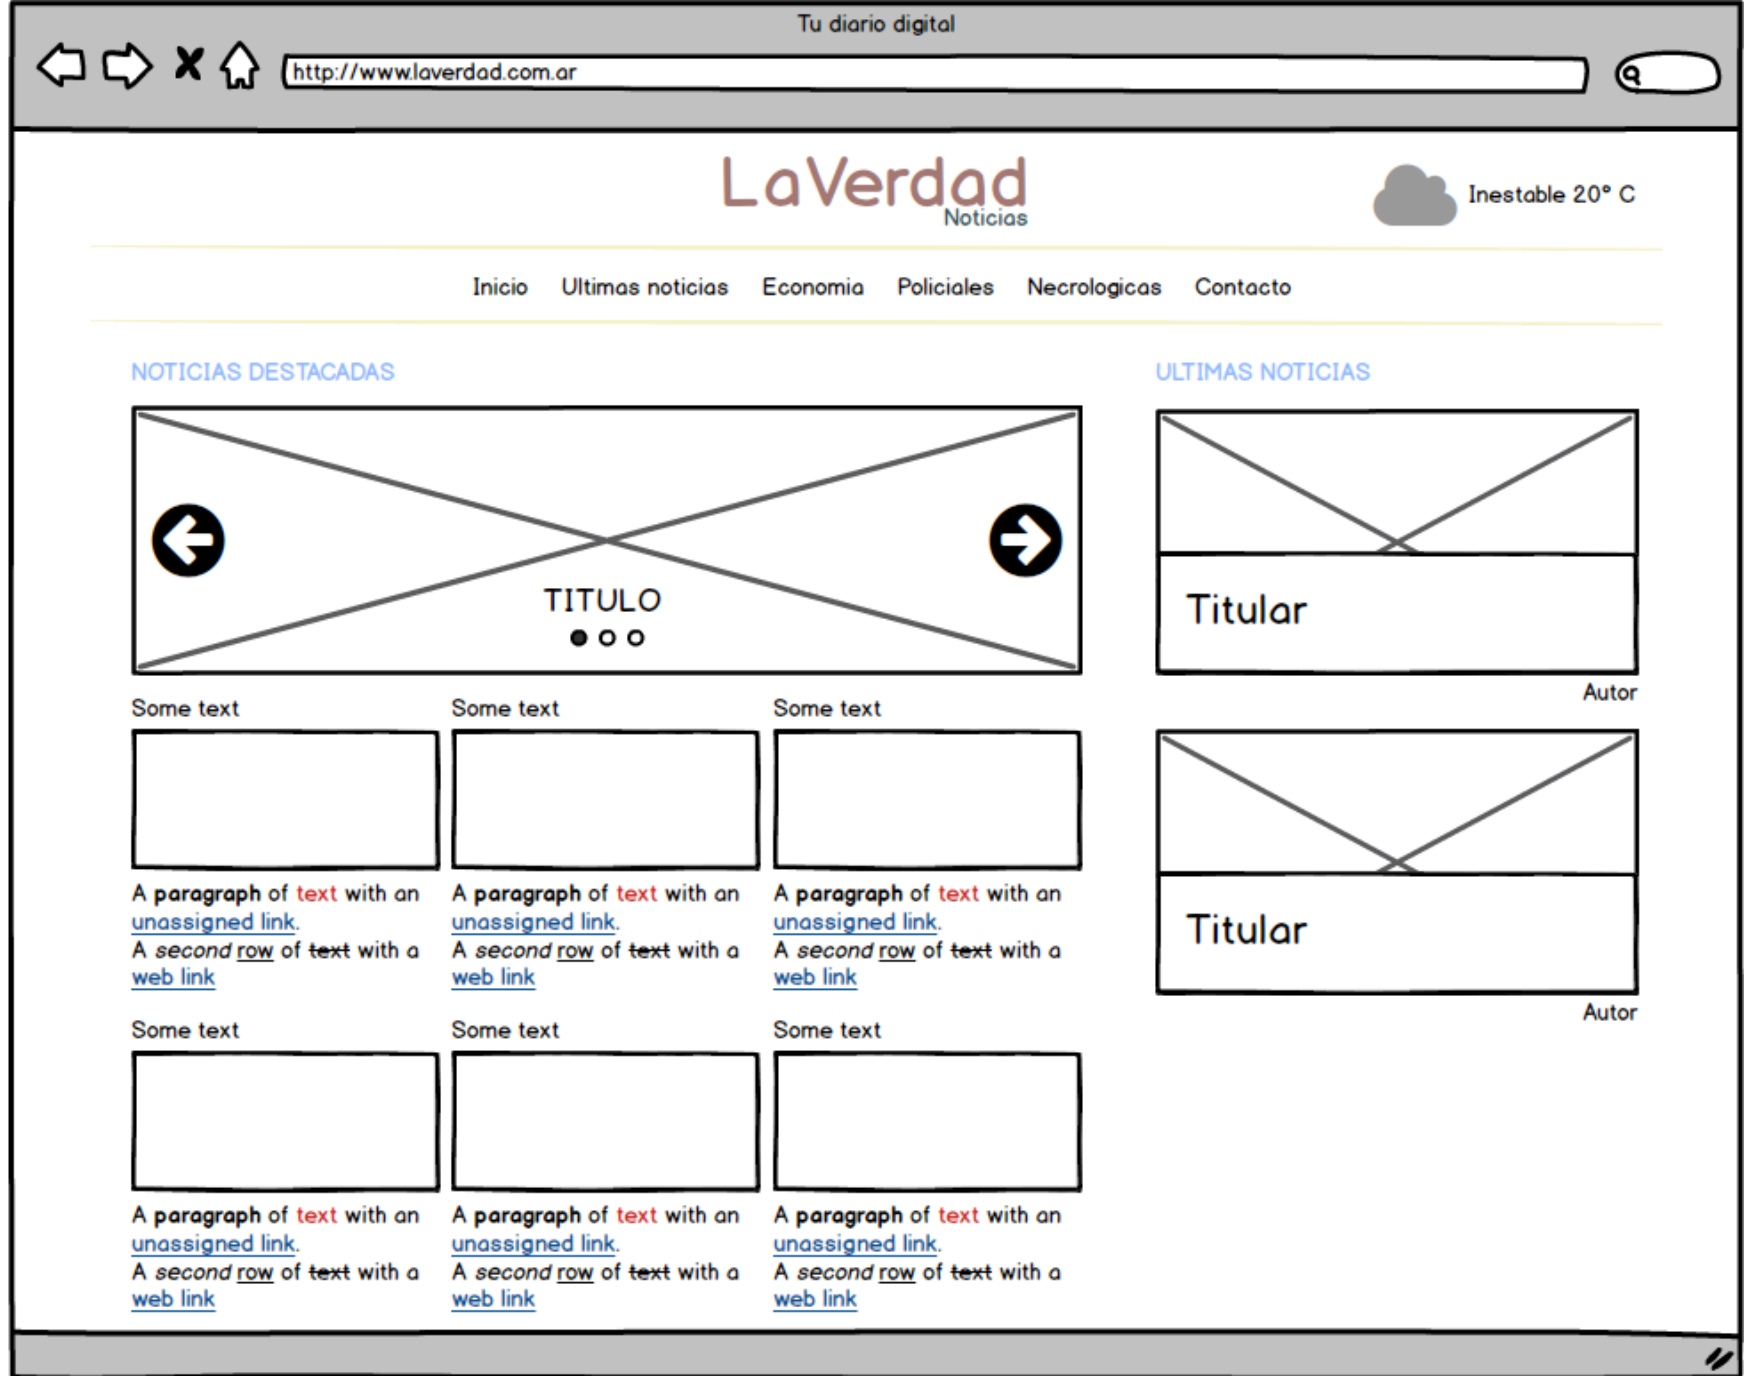 Tu diario digital
http://www.laverdad.com.ar
LaVerdad
Noticias
Inestable 20° C
Inicio Ultimas noticias Economia Policiales Necrologicas Contacto
NOTICIAS DESTACADAS
TITULO
Some text Some text Some text
A paragraph of text with an
unassigned link.
A second row of text with a
web link
A paragraph of text with an
unassigned link.
A second row of text with a
web link
A paragraph of text with an
unassigned link.
A second row of text with a
web link
Some text Some text Some text
A paragraph of text with an
unassigned link.
A second row of text with a
web link
A paragraph of text with an
unassigned link.
A second row of text with a
web link
A paragraph of text with an
unassigned link.
A second row of text with a
web link
ULTIMAS NOTICIAS
Titular
Autor
Titular
Autor